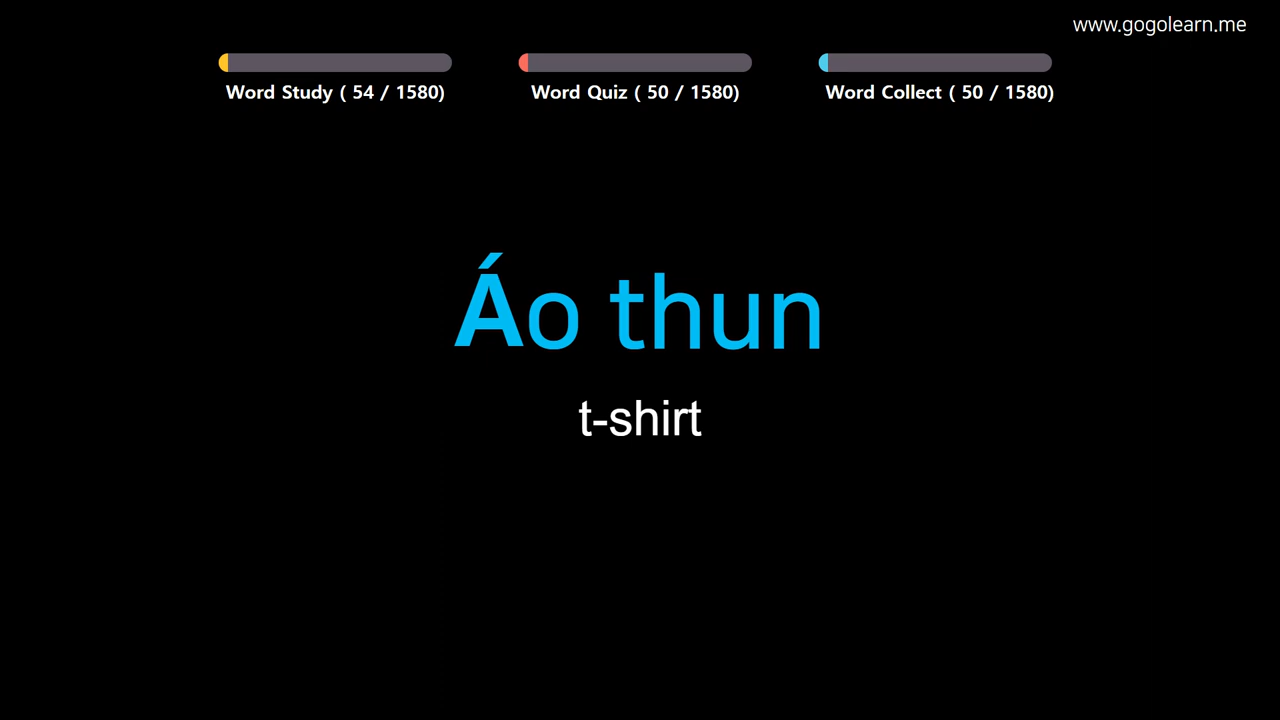 www.gogolearn.me
Word Study ( 54 / 1580)
Word Quiz ( 50 / 1580)
Word Collect ( 50 / 1580)
Áo thun
t-shirt